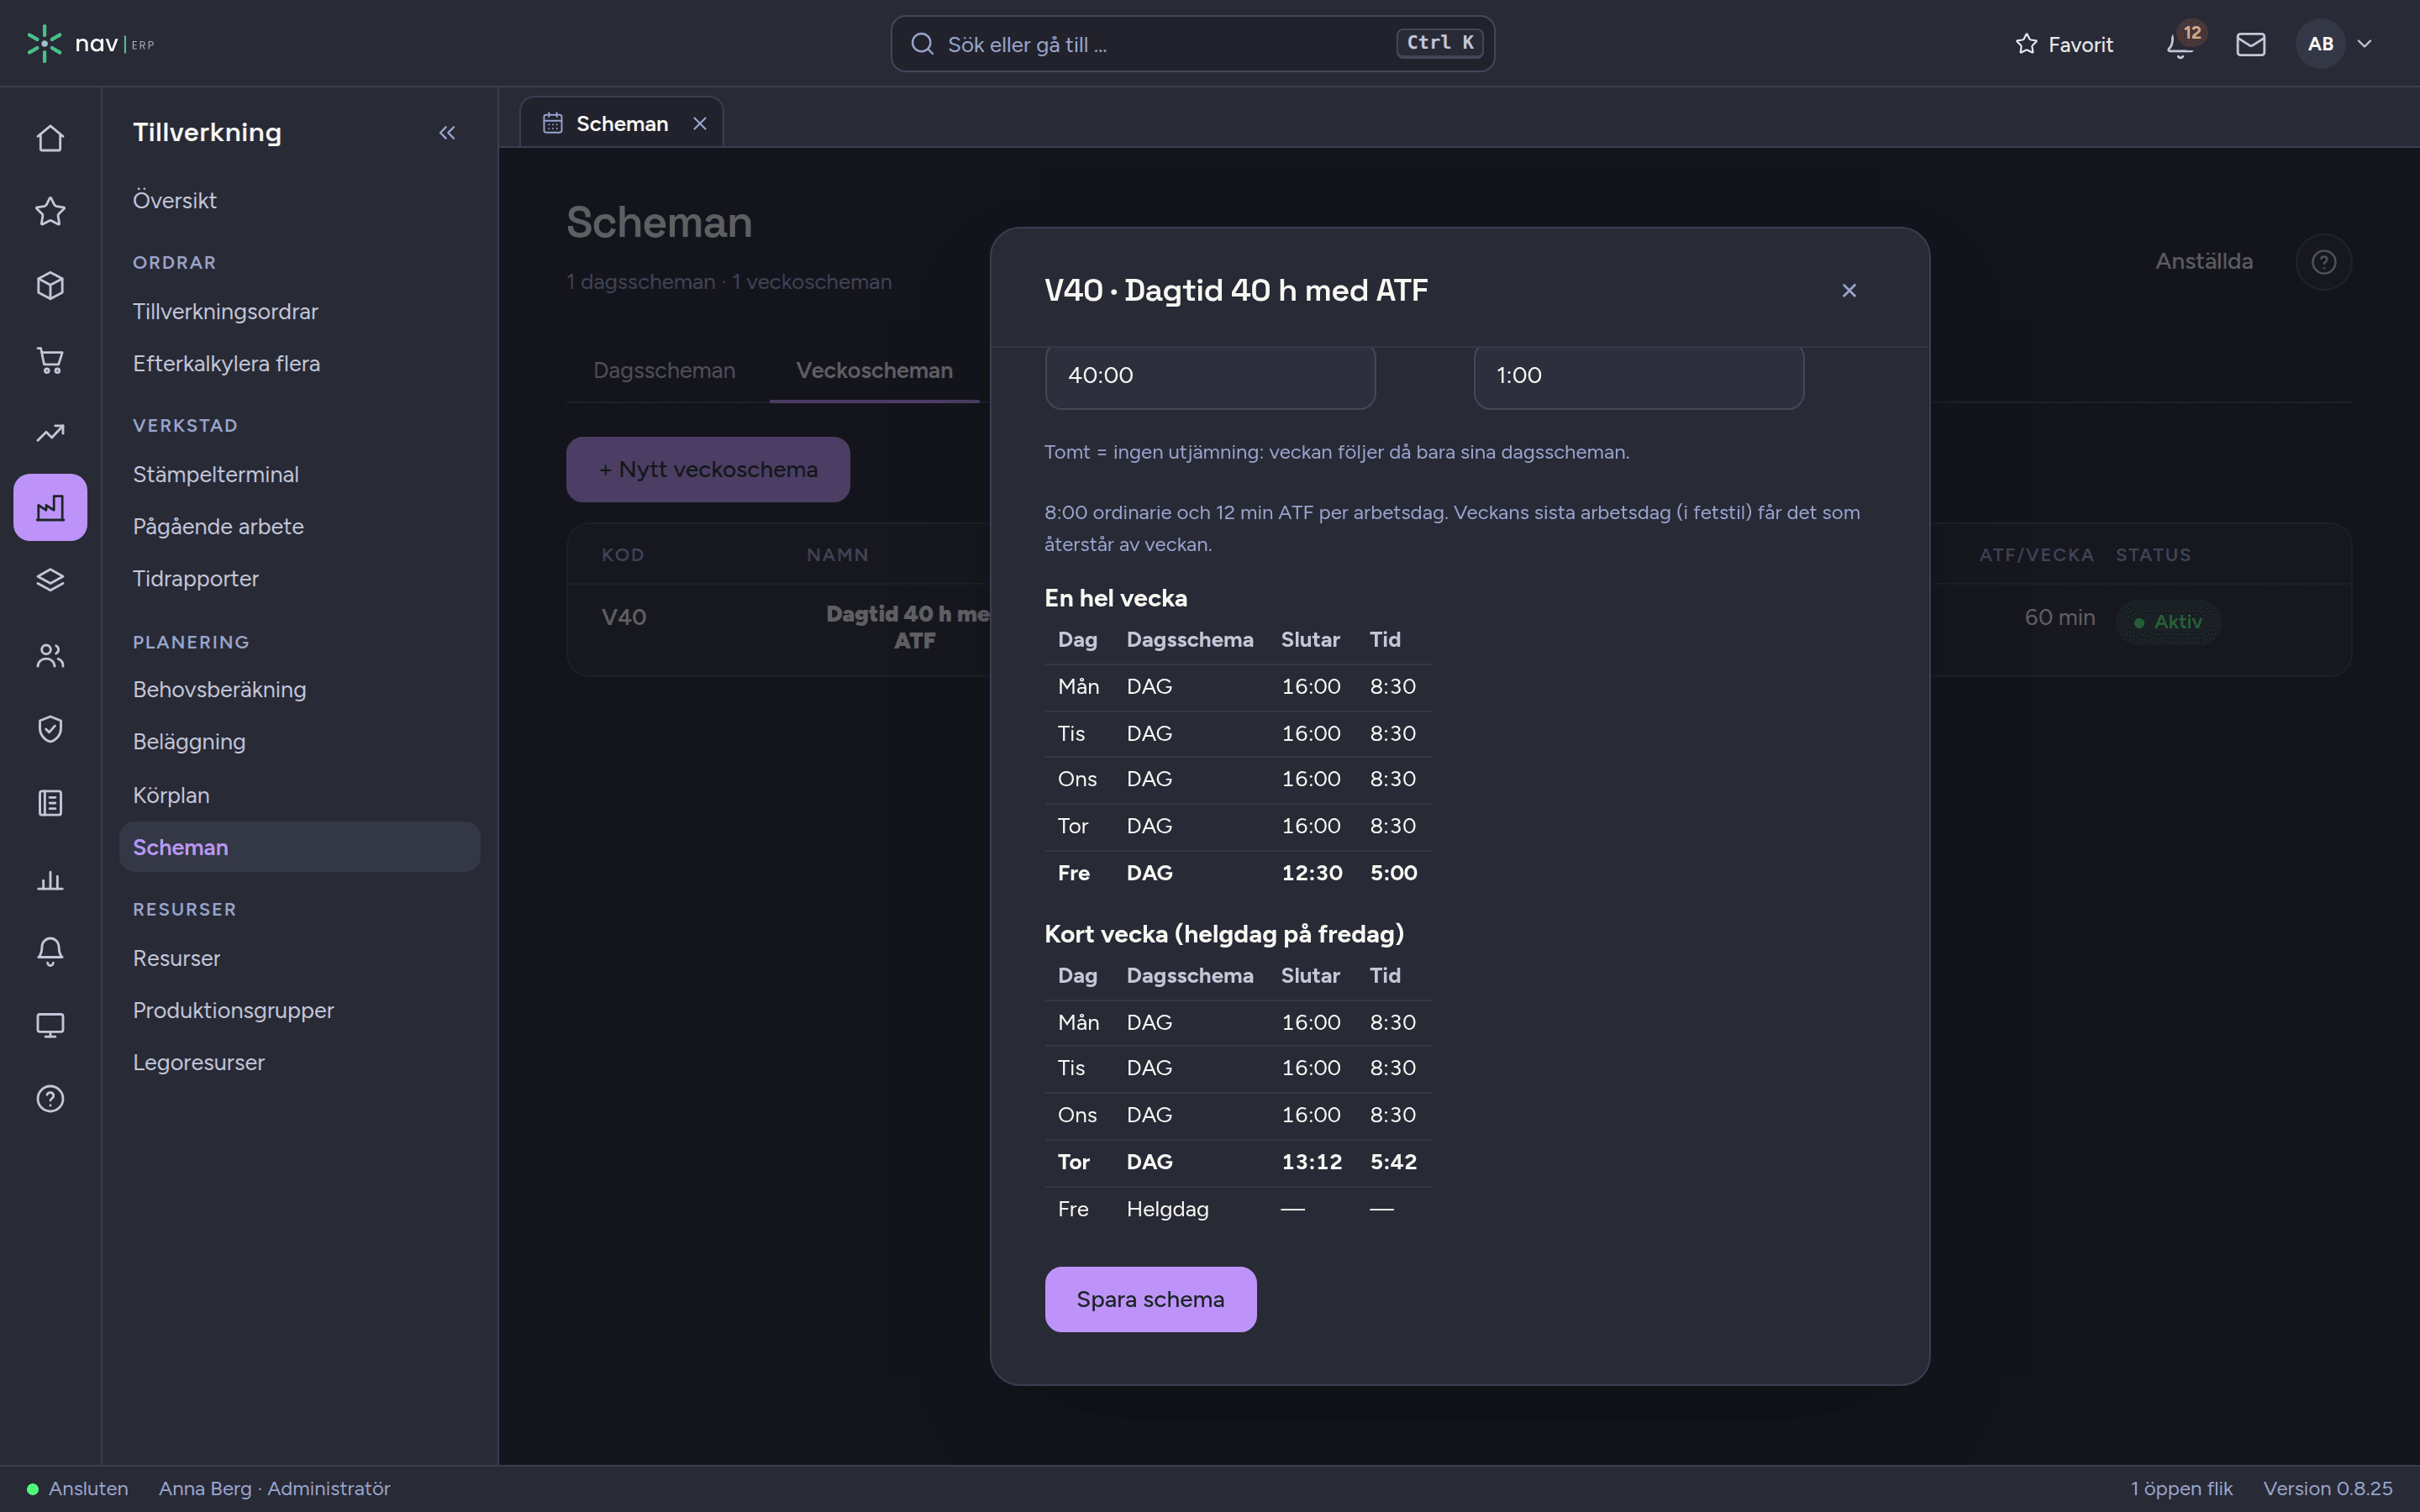 nav | ERP
Sök eller gå till ...
Ctrl K
Favorit
12
AB
Tillverkning
Översikt
ORDRAR
Tillverkningsordrar
Efterkalkylera flera
VERKSTAD
Stämpelterminal
Pågående arbete
Tidrapporter
PLANERING
Behovsberäkning
Beläggning
Körplan
Scheman
RESURSER
Resurser
Produktionsgrupper
Legoresurser
Scheman
Scheman
1 dagsscheman · 1 veckoscheman
Anställda
Dagsscheman
Veckoscheman
+ Nytt veckoschema
KOD NAMN ATF/VECKA STATUS
V40 Dagtid 40 h me
ATF
60 min Aktiv
V40 · Dagtid 40 h med ATF
40:00 1:00
Tomt = ingen utjämning: veckan följer då bara sina dagsscheman.
8:00 ordinarie och 12 min ATF per arbetsdag. Veckans sista arbetsdag (i fetstil) får det som
återstår av veckan.
En hel vecka
Dag Dagsschema Slutar Tid
Mån DAG 16:00 8:30
Tis DAG 16:00 8:30
Ons DAG 16:00 8:30
Tor DAG 16:00 8:30
Fre DAG 12:30 5:00
Kort vecka (helgdag på fredag)
Dag Dagsschema Slutar Tid
Mån DAG 16:00 8:30
Tis DAG 16:00 8:30
Ons DAG 16:00 8:30
Tor DAG 13:12 5:42
Fre Helgdag — —
Spara schema
Ansluten
Anna Berg · Administratör
1 öppen flik
Version 0.8.25